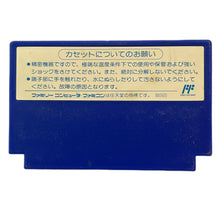 カセットについてのお願い
●精密機器ですので、極端な温度条件下での使用や保管および強い
ショックをさけてください。また、絶対に分解しないでください。
●端子部に手を触れたり、水にぬらしたりして汚さないでください。
故障の原因となります。
ファミリーコンピュータ・ファミコンは任天堂の商標です。